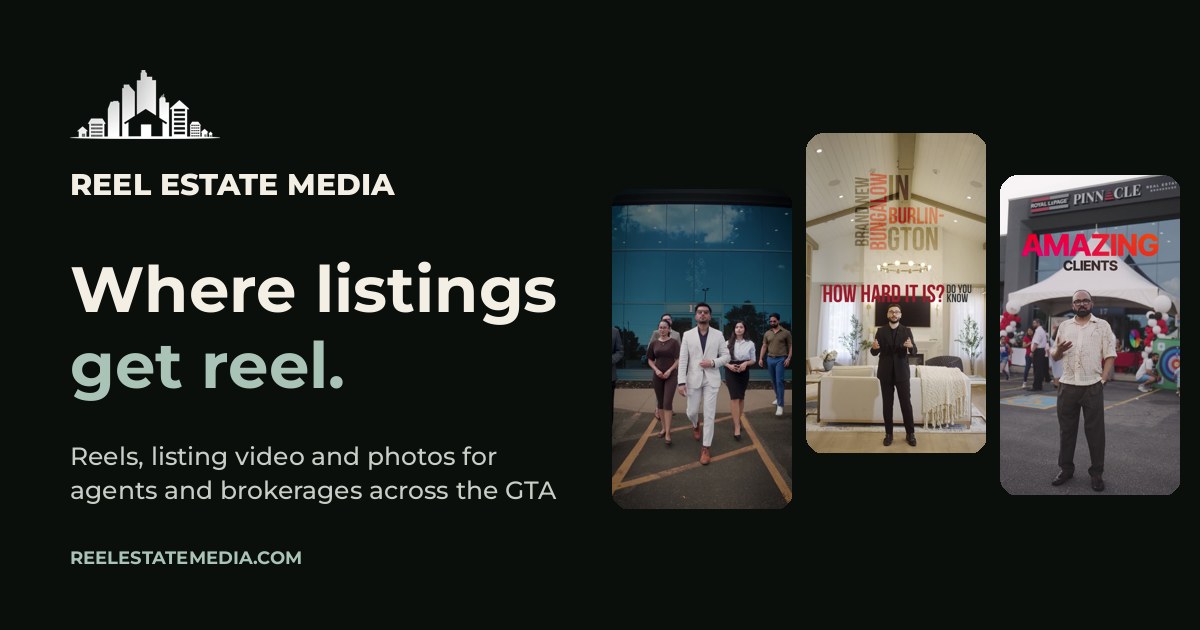 REEL ESTATE MEDIA
Where listings
get reel.
Reels, listing video and photos for
agents and brokerages across the GTA
REELESTATEMEDIA.COM
BRAND NEW
BUNGALOW
IN
BURLIN-
GTON
HOW HARD IT IS?
DO YOU
KNOW
ROYAL LEPAGE
PINNACLE
REAL ESTATE
AMAZING
CLIENTS